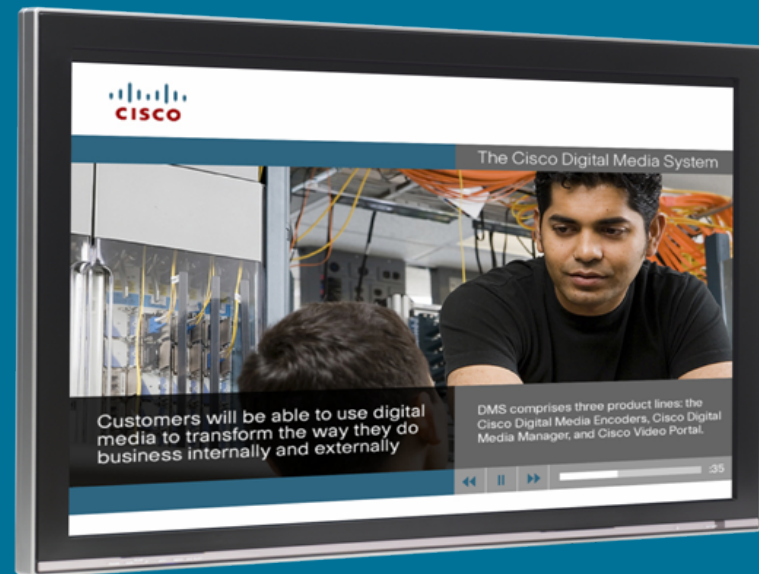 CISCO
The Cisco Digital Media System
Customers will be able to use digital
media to transform the way they do
business internally and externally
DMS comprises three product lines: the
Cisco Digital Media Encoders, Cisco Digital
Media Manager, and Cisco Video Portal.
:35